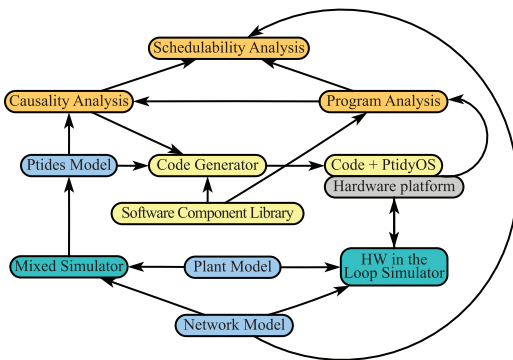 Schedulability Analysis
Causality Analysis
Program Analysis
Ptides Model
Code Generator
Code + PtidyOS
Hardware platform
Software Component Library
Mixed Simulator
Plant Model
HW in the
Loop Simulator
Network Model